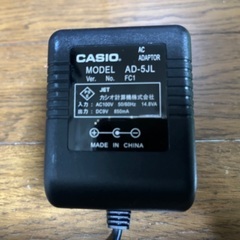 CASIO AC ADAPTOR
MODEL AD-5JL
Ver. No. FC1
JET
カシオ計算機株式会社
入力：AC100V 50/60Hz 14.8VA
出力：DC9V 850mA
MADE IN CHINA